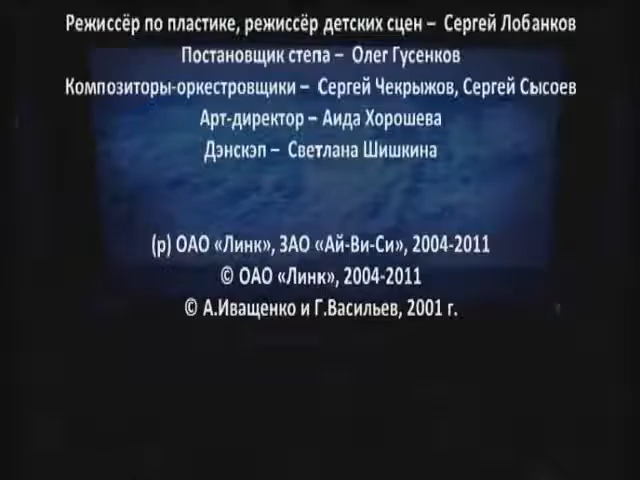 Режиссёр по пластике, режиссёр детских сцен – Сергей Лобанков
Постановщик степа – Олег Гусенков
Композиторы-оркестровщики – Сергей Чекрыжов, Сергей Сысоев
Арт-директор – Аида Хорошева
Дэнскэп – Светлана Шишкина
(р) ОАО «Линк», ЗАО «Ай-Ви-Си», 2004-2011
© ОАО «Линк», 2004-2011
© А.Иващенко и Г.Васильев, 2001 г.